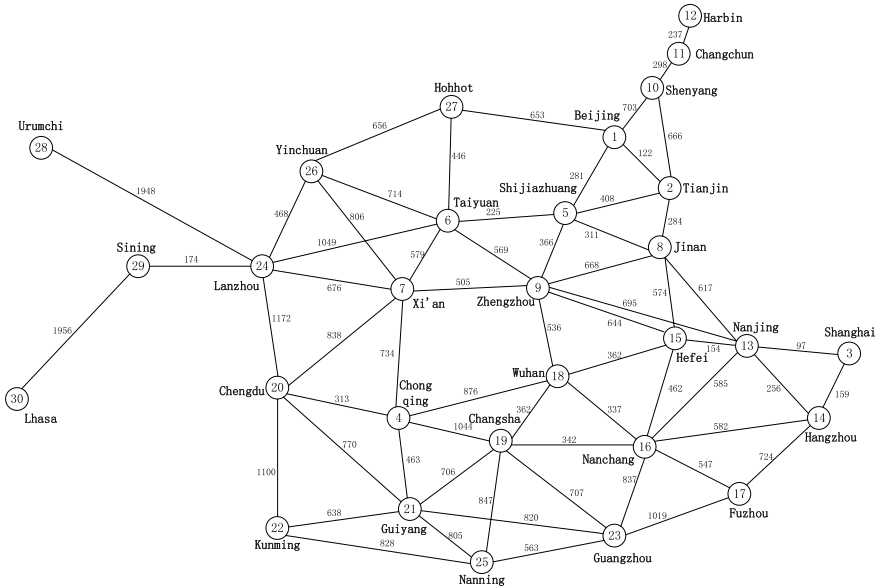 12 Harbin
237
11 Changchun
298
10 Shenyang
Hohhot
27
703
653
Beijing
1
666
Urumchi
28
656
Yinchuan
26
446
122
281
Shijiazhuang
2 Tianjin
408
1948
714
Taiyuan
6
225
5
468
806
284
311
Sining
1049
366
8 Jinan
579
569
29
174
24
Lanzhou
668
676
7
Xi'an
505
9
Zhengzhou
574
617
695
1172
644
1956
536
Nanjing
Shanghai
838
15
Hefei
154
13
97
3
734
362
Wuhan
18
585
256
159
Chengdu
20
313
Chong
qing
876
30
Lhasa
4
1044
Changsha
362
337
462
14
Hangzhou
582
19
342
16
Nanchang
770
463
706
547
724
1100
837
847
707
17
Fuzhou
21
Guiyang
638
22
Kunming
820
1019
805
828
23
Guangzhou
563
25
Nanning